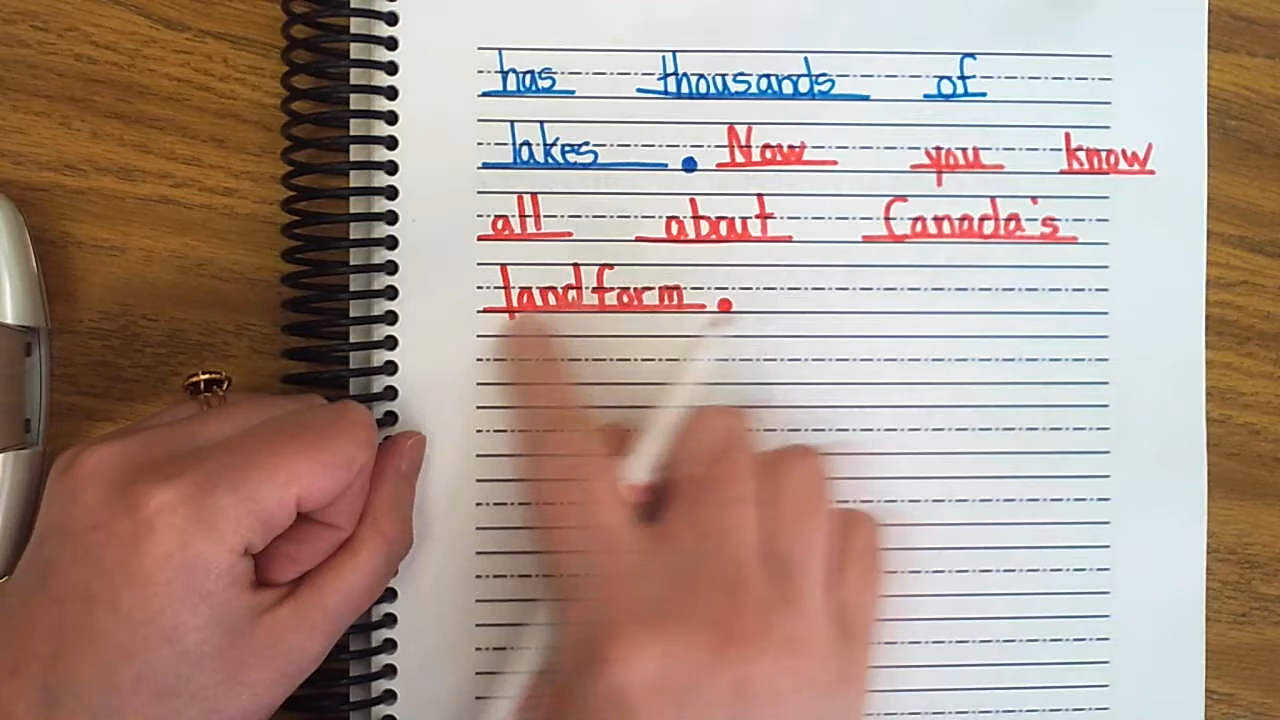 has thousands of
lakes. Now you know
all about Canada's
landform.